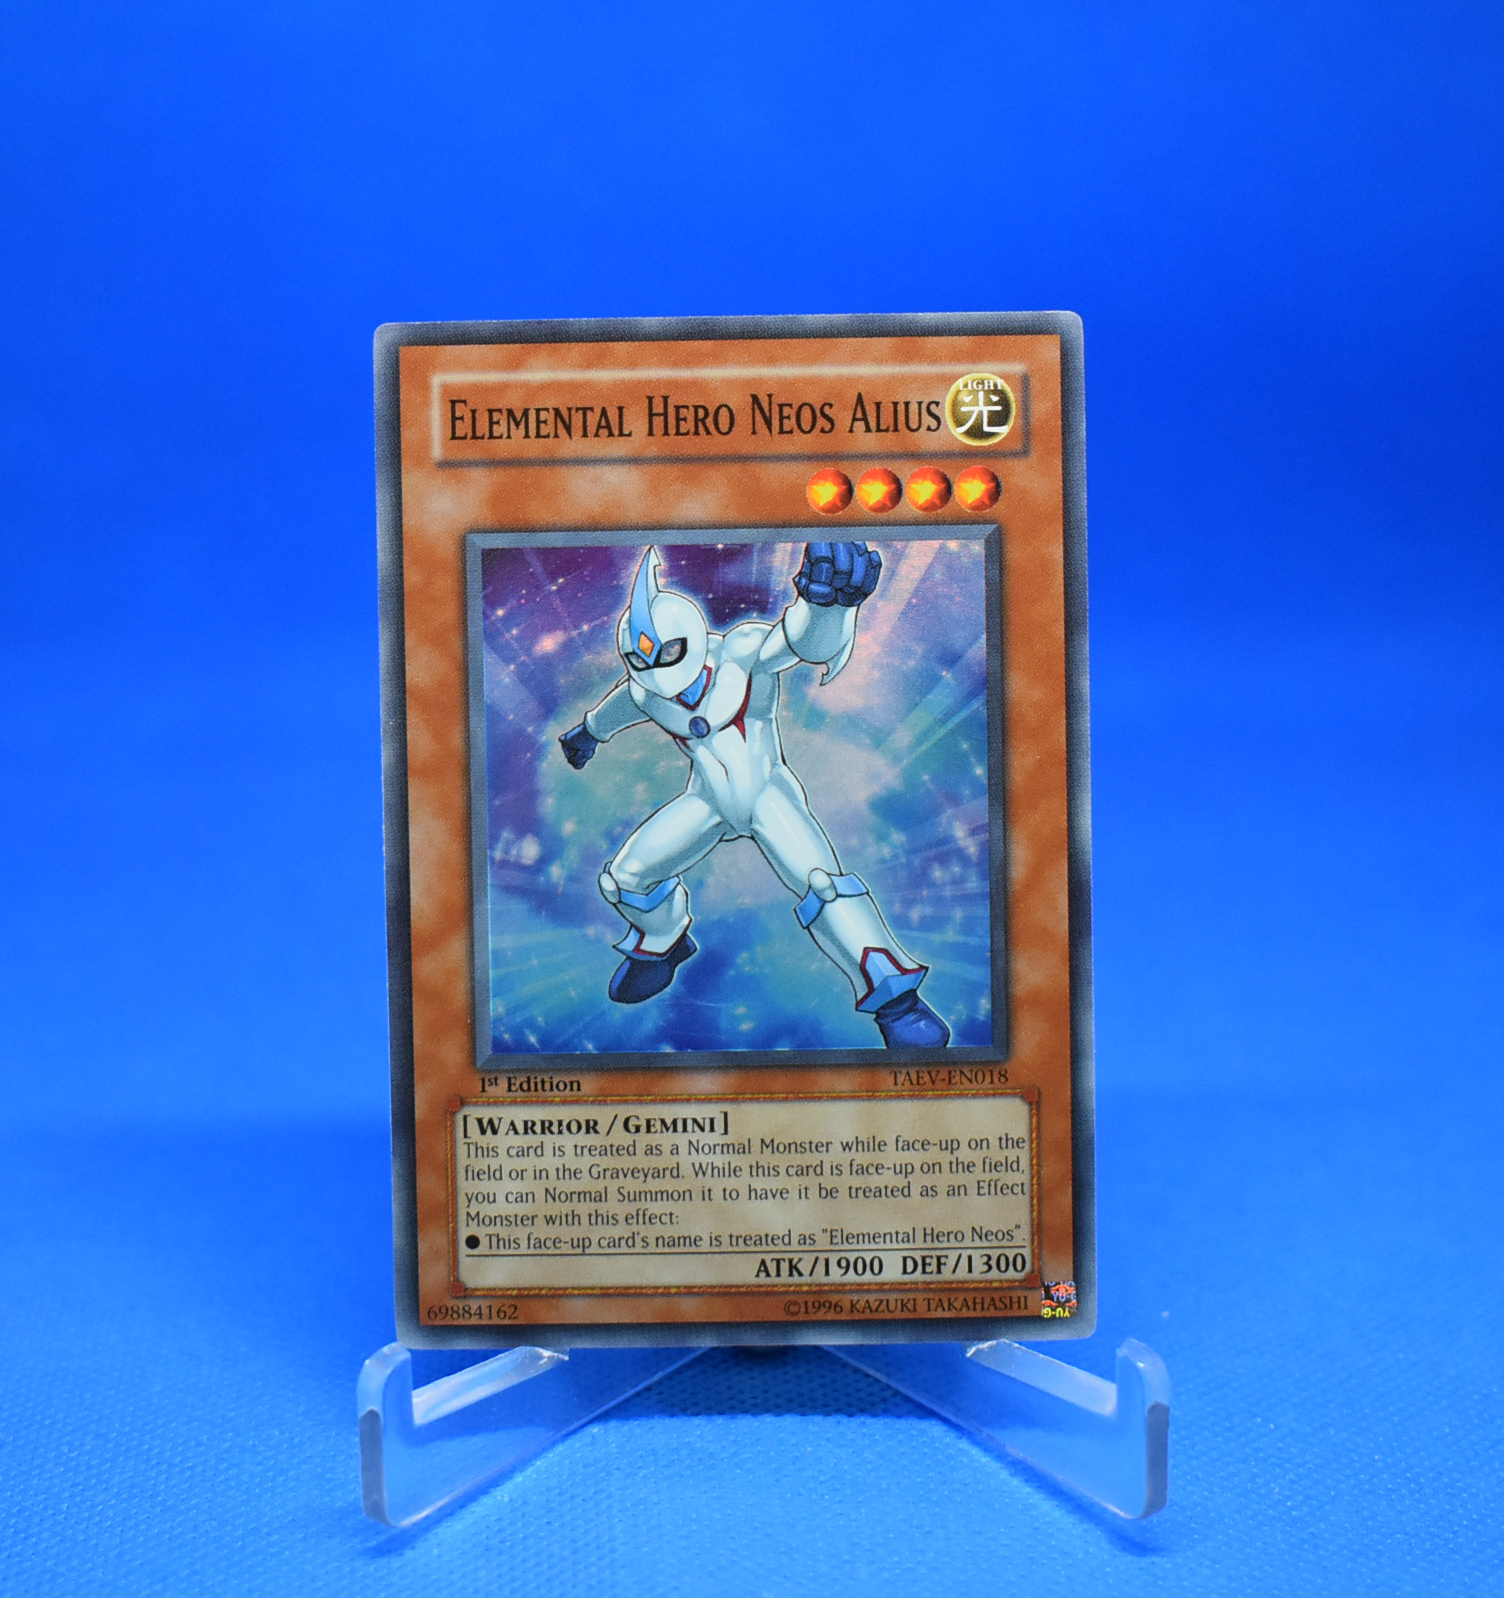 ELEMENTAL HERO NEOS ALIUS
LIGHT
光
1st Edition
TAEV-EN018
[WARRIOR / GEMINI]
This card is treated as a Normal Monster while face-up on the
field or in the Graveyard. While this card is face-up on the field,
you can Normal Summon it to have it be treated as an Effect
Monster with this effect:
● This face-up card's name is treated as "Elemental Hero Neos".
ATK/1900 DEF/1300
69884162
©1996 KAZUKI TAKAHASHI